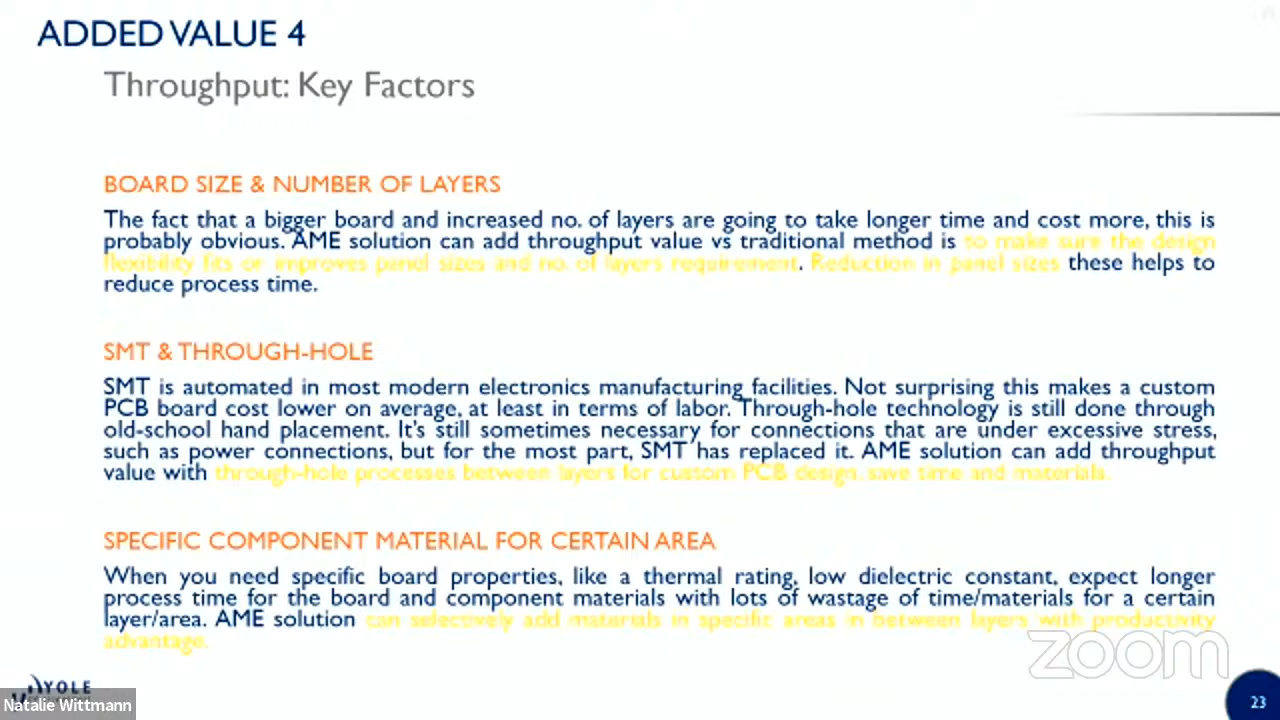 ADDED VALUE 4
Throughput: Key Factors
BOARD SIZE & NUMBER OF LAYERS
The fact that a bigger board and increased no. of layers are going to take longer time and cost more, this is
probably obvious. AME solution can add throughput value vs traditional method is to make sure the design
flexibility fits or improves panel sizes and no. of layers requirement. Reduction in panel sizes these helps to
reduce process time.
SMT & THROUGH-HOLE
SMT is automated in most modern electronics manufacturing facilities. Not surprising this makes a custom
PCB board cost lower on average, at least in terms of labor. Through-hole technology is still done through
old-school hand placement. It's still sometimes necessary for connections that are under excessive stress,
such as power connections, but for the most part, SMT has replaced it. AME solution can add throughput
value with through-hole processes between layers for custom PCB design, save time and materials.
SPECIFIC COMPONENT MATERIAL FOR CERTAIN AREA
When you need specific board properties, like a thermal rating, low dielectric constant, expect longer
process time for the board and component materials with lots of wastage of time/materials for a certain
layer/area. AME solution can selectively add materials in specific areas in between layers with productivity
advantage.
zoom
YOLE
Natalie Wittmann
23